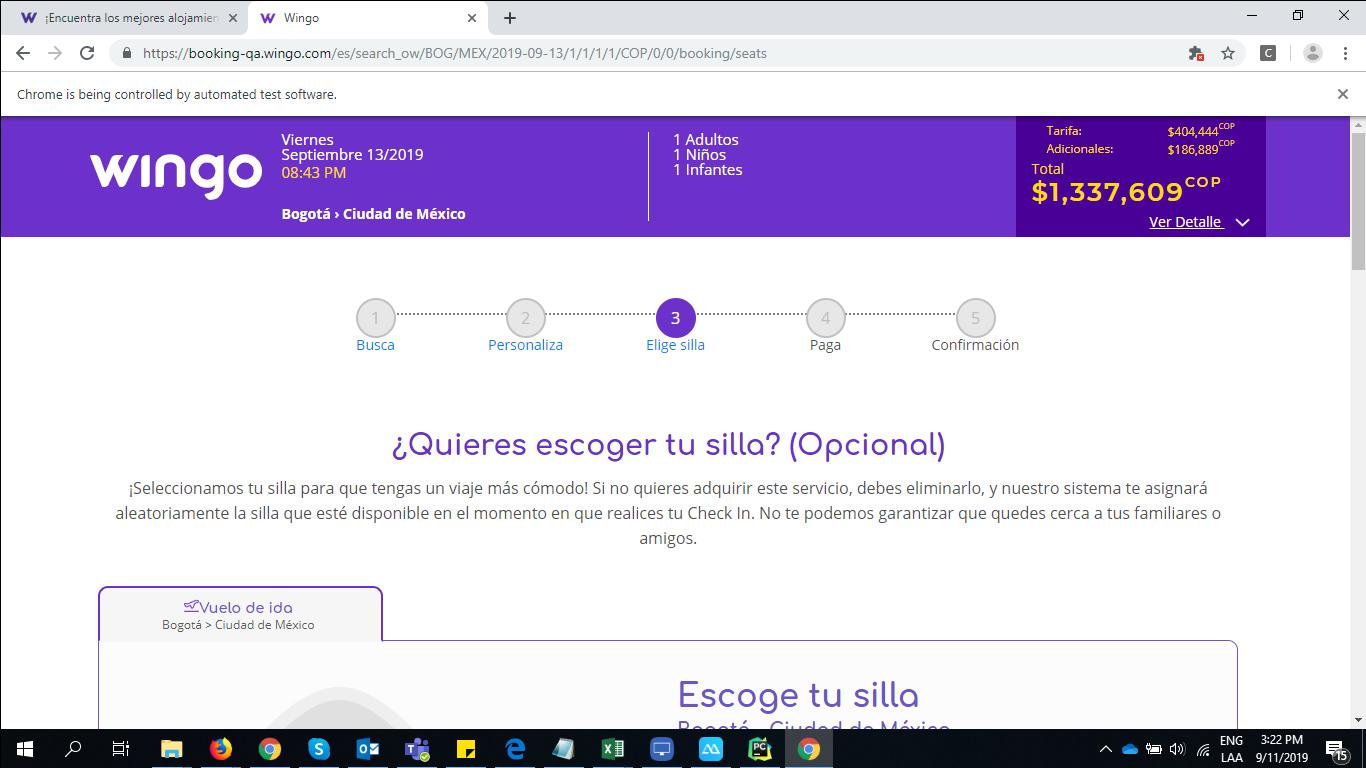 ¡Encuentra los mejores alojamien
Wingo
https://booking-qa.wingo.com/es/search_ow/BOG/MEX/2019-09-13/1/1/1/1/COP/0/0/booking/seats
Chrome is being controlled by automated test software.
wingo
Viernes
Septiembre 13/2019
08:43 PM
Bogotá › Ciudad de México
1 Adultos
1 Niños
1 Infantes
Tarifa: $404,444 COP
Adicionales: $186,889 COP
Total
$1,337,609 COP
Ver Detalle
1 2 3 4 5
Busca Personaliza Elige silla Paga Confirmación
¿Quieres escoger tu silla? (Opcional)
¡Seleccionamos tu silla para que tengas un viaje más cómodo! Si no quieres adquirir este servicio, debes eliminarlo, y nuestro sistema te asignará
aleatoriamente la silla que esté disponible en el momento en que realices tu Check In. No te podemos garantizar que quedes cerca a tus familiares o
amigos.
Vuelo de ida
Bogotá > Ciudad de México
Escoge tu silla
Bogotá - Ciudad de México
ENG 3:22 PM
LAA 9/11/2019
15